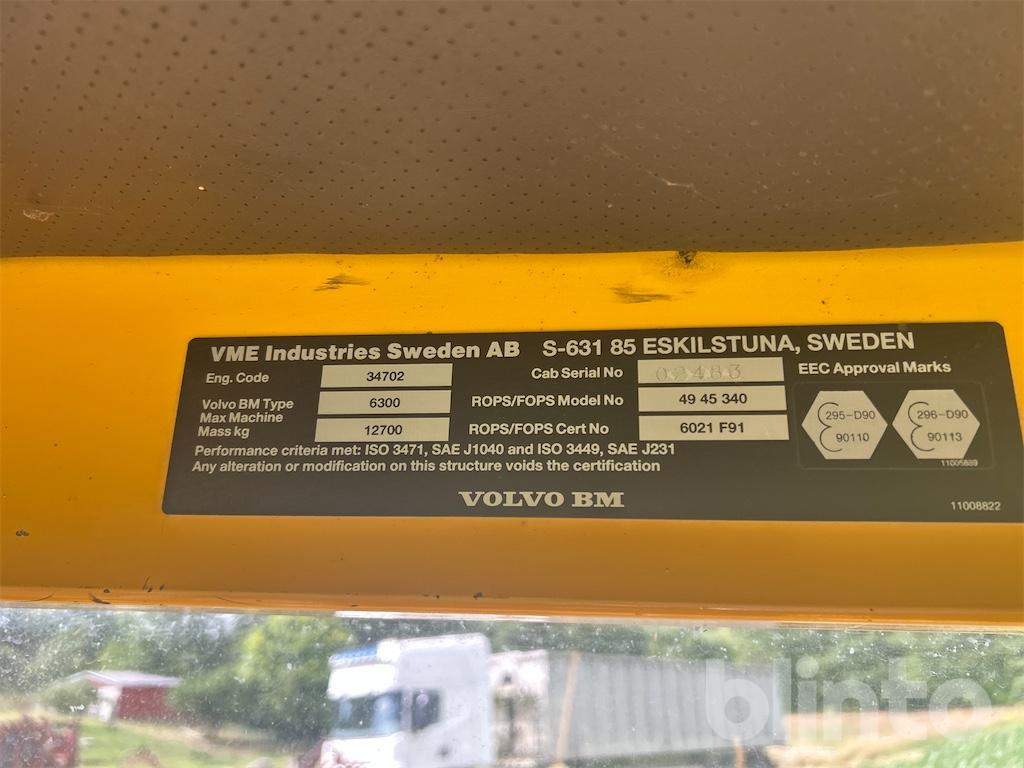 VME Industries Sweden AB S-631 85 ESKILSTUNA, SWEDEN
Eng. Code 34702 Cab Serial No EEC Approval Marks
Volvo BM Type 6300 ROPS/FOPS Model No 49 45 340
Max Machine
Mass kg 12700 ROPS/FOPS Cert No 6021 F91
295-D90
90110
296-D90
90113
Performance criteria met: ISO 3471, SAE J1040 and ISO 3449, SAE J231
Any alteration or modification on this structure voids the certification
11005889
VOLVO BM
11008822
blinto